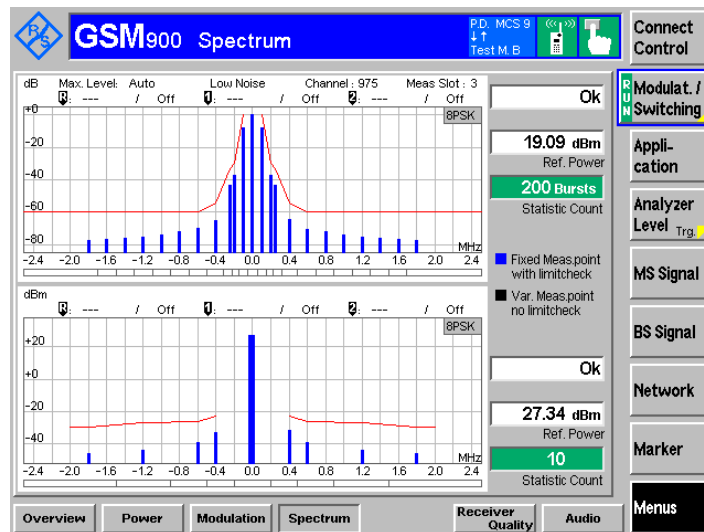 R/S
GSM900 Spectrum
P.D. MCS 9
Test M. B
Connect Control
dB Max. Level: Auto Low Noise Channel : 975 Meas Slot : 3
R: --- / Off 1: --- / Off 2: --- / Off
8PSK
+0
-20
-40
-60
-80
MHz
-2.4 -2.0 -1.6 -1.2 -0.8 -0.4 0.0 0.4 0.8 1.2 1.6 2.0 2.4
Ok
19.09 dBm
Ref. Power
200 Bursts
Statistic Count
Fixed Meas.point
with limitcheck
Var. Meas.point
no limitcheck
dBm
R: --- / Off 1: --- / Off 2: --- / Off
8PSK
+20
+0
-20
-40
MHz
-2.4 -2.0 -1.6 -1.2 -0.8 -0.4 0.0 0.4 0.8 1.2 1.6 2.0 2.4
Ok
27.34 dBm
Ref. Power
10
Statistic Count
RUN
Modulat. /
Switching
Appli-
cation
Analyzer
Level Trg.
MS Signal
BS Signal
Network
Marker
Menus
Overview Power Modulation Spectrum Receiver Quality Audio